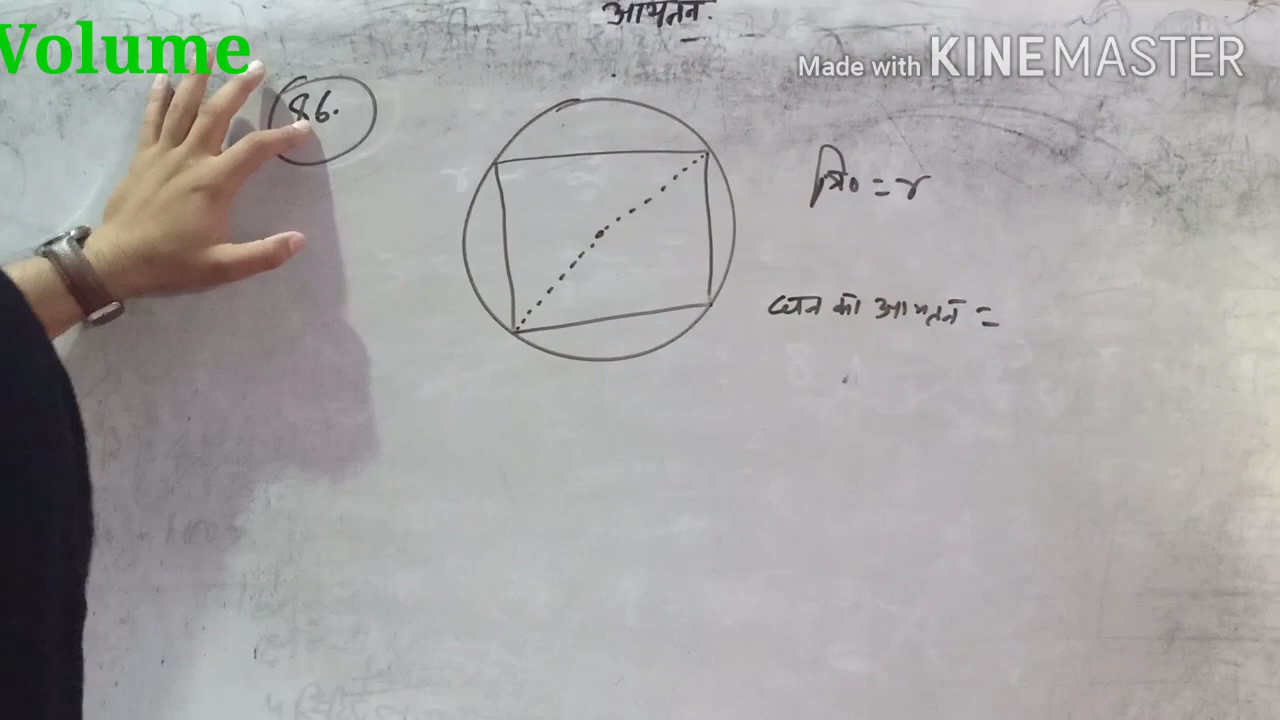 आयतन.
Volume
Made with KINEMASTER
86.
त्रि० = r
घन का आयतन =